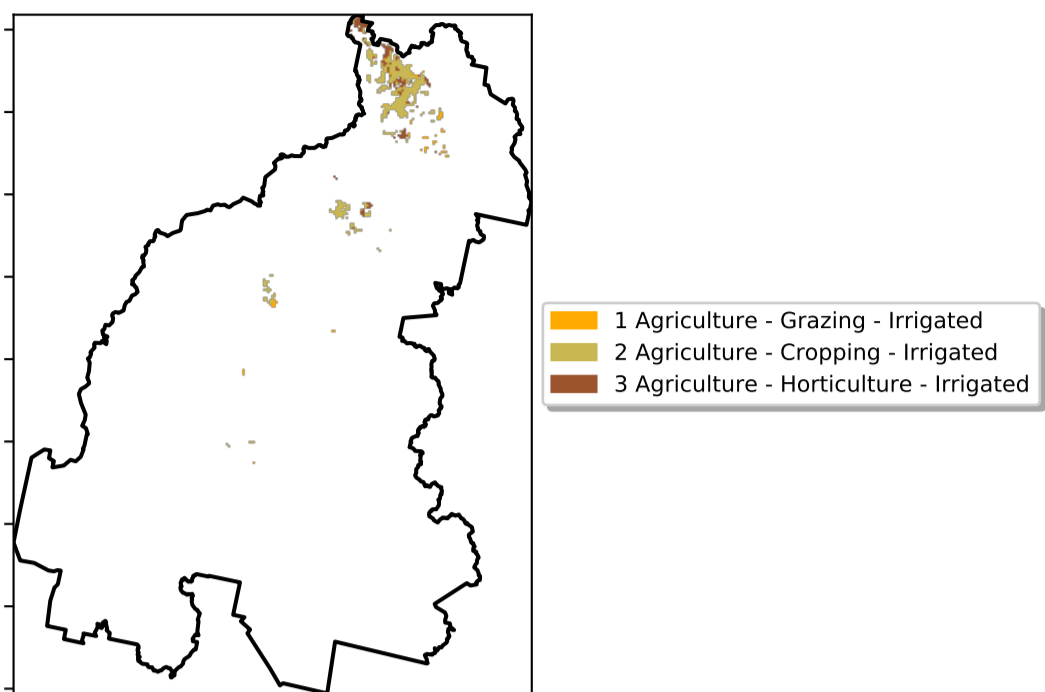 1 Agriculture - Grazing - Irrigated
2 Agriculture - Cropping - Irrigated
3 Agriculture - Horticulture - Irrigated